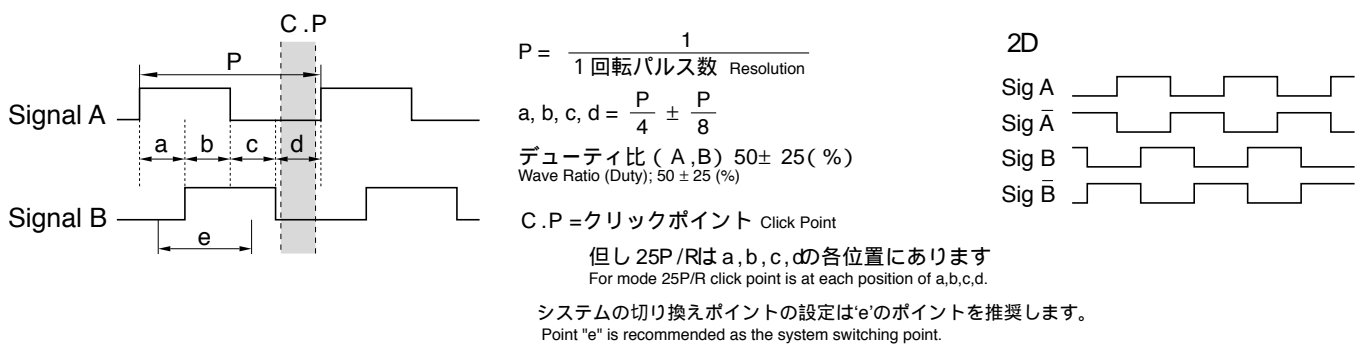 C.P
P
Signal A
a b c d
Signal B
e
P = 1 / 1回転パルス数 Resolution
a, b, c, d = P/4 ± P/8
デューティ比（A,B）50± 25(%)
Wave Ratio (Duty); 50 ± 25 (%)
C.P =クリックポイント Click Point
但し 25P/Rは a,b,c,dの各位置にあります
For mode 25P/R click point is at each position of a,b,c,d.
システムの切り換えポイントの設定は‘e’のポイントを推奨します。
Point "e" is recommended as the system switching point.
2D
Sig A
Sig A̅
Sig B
Sig B̅